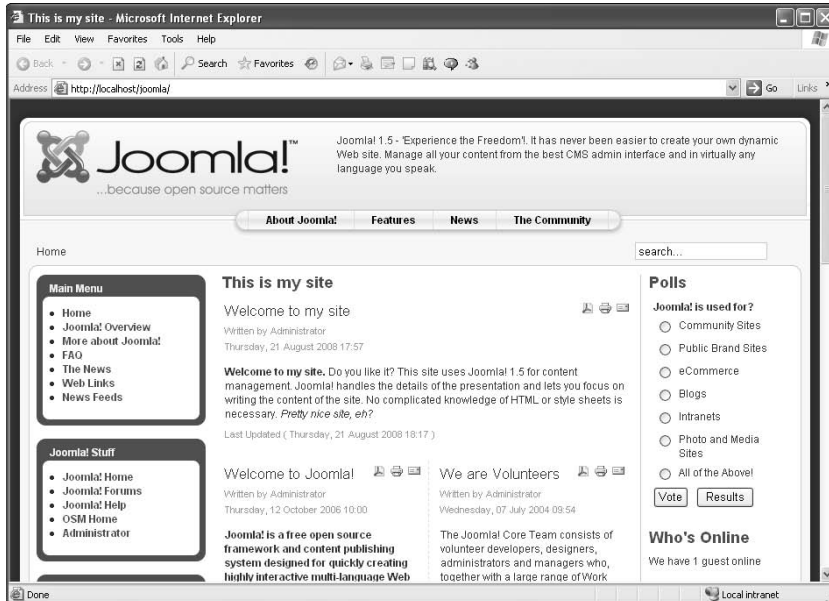 This is my site - Microsoft Internet Explorer
File Edit View Favorites Tools Help
Back Search Favorites
Address http://localhost/joomla/ Go Links
Joomla!™
...because open source matters
Joomla! 1.5 - 'Experience the Freedom'!. It has never been easier to create your own dynamic
Web site. Manage all your content from the best CMS admin interface and in virtually any
language you speak.
About Joomla! Features News The Community
Home
search...
Main Menu
Home
Joomla! Overview
More about Joomla!
FAQ
The News
Web Links
News Feeds
Joomla! Stuff
Joomla! Home
Joomla! Forums
Joomla! Help
OSM Home
Administrator
This is my site
Welcome to my site
Written by Administrator
Thursday, 21 August 2008 17:57
Welcome to my site. Do you like it? This site uses Joomla! 1.5 for content
management. Joomla! handles the details of the presentation and lets you focus on
writing the content of the site. No complicated knowledge of HTML or style sheets is
necessary. Pretty nice site, eh?
Last Updated ( Thursday, 21 August 2008 18:17 )
Welcome to Joomla!
Written by Administrator
Thursday, 12 October 2006 10:00
Joomla! is a free open source
framework and content publishing
system designed for quickly creating
highly interactive multi-language Web
We are Volunteers
Written by Administrator
Wednesday, 07 July 2004 09:54
The Joomla! Core Team consists of
volunteer developers, designers,
administrators and managers who,
together with a large range of Work
Polls
Joomla! is used for?
Community Sites
Public Brand Sites
eCommerce
Blogs
Intranets
Photo and Media
Sites
All of the Above!
Vote Results
Who's Online
We have 1 guest online
Done Local intranet